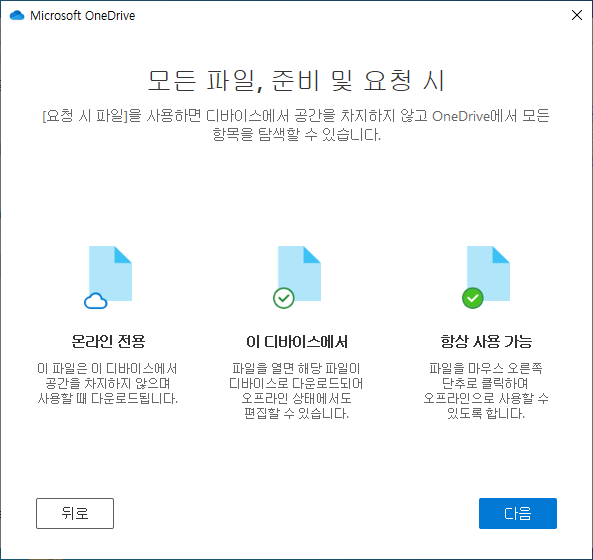 Microsoft OneDrive
모든 파일, 준비 및 요청 시
[요청 시 파일]을 사용하면 디바이스에서 공간을 차지하지 않고 OneDrive에서 모든
항목을 탐색할 수 있습니다.
온라인 전용
이 파일은 이 디바이스에서
공간을 차지하지 않으며
사용할 때 다운로드됩니다.
이 디바이스에서
파일을 열면 해당 파일이
디바이스로 다운로드되어
오프라인 상태에서도
편집할 수 있습니다.
항상 사용 가능
파일을 마우스 오른쪽
단추로 클릭하여
오프라인으로 사용할 수
있도록 합니다.
뒤로
다음